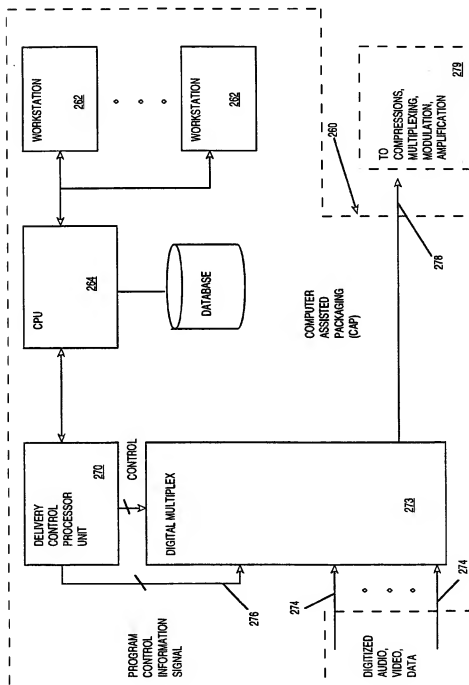 WORKSTATION
262
WORKSTATION
262
CPU
264
DATABASE
DELIVERY
CONTROL
PROCESSOR
UNIT
270
CONTROL
PROGRAM
CONTROL
INFORMATION
SIGNAL
276
DIGITAL MULTIPLEX
273
274
274
DIGITIZED
AUDIO,
VIDEO,
DATA
COMPUTER
ASSISTED
PACKAGING
(CAP)
260
278
TO
COMPRESSIONS,
MULTIPLEXING,
MODULATION,
AMPLIFICATION
279